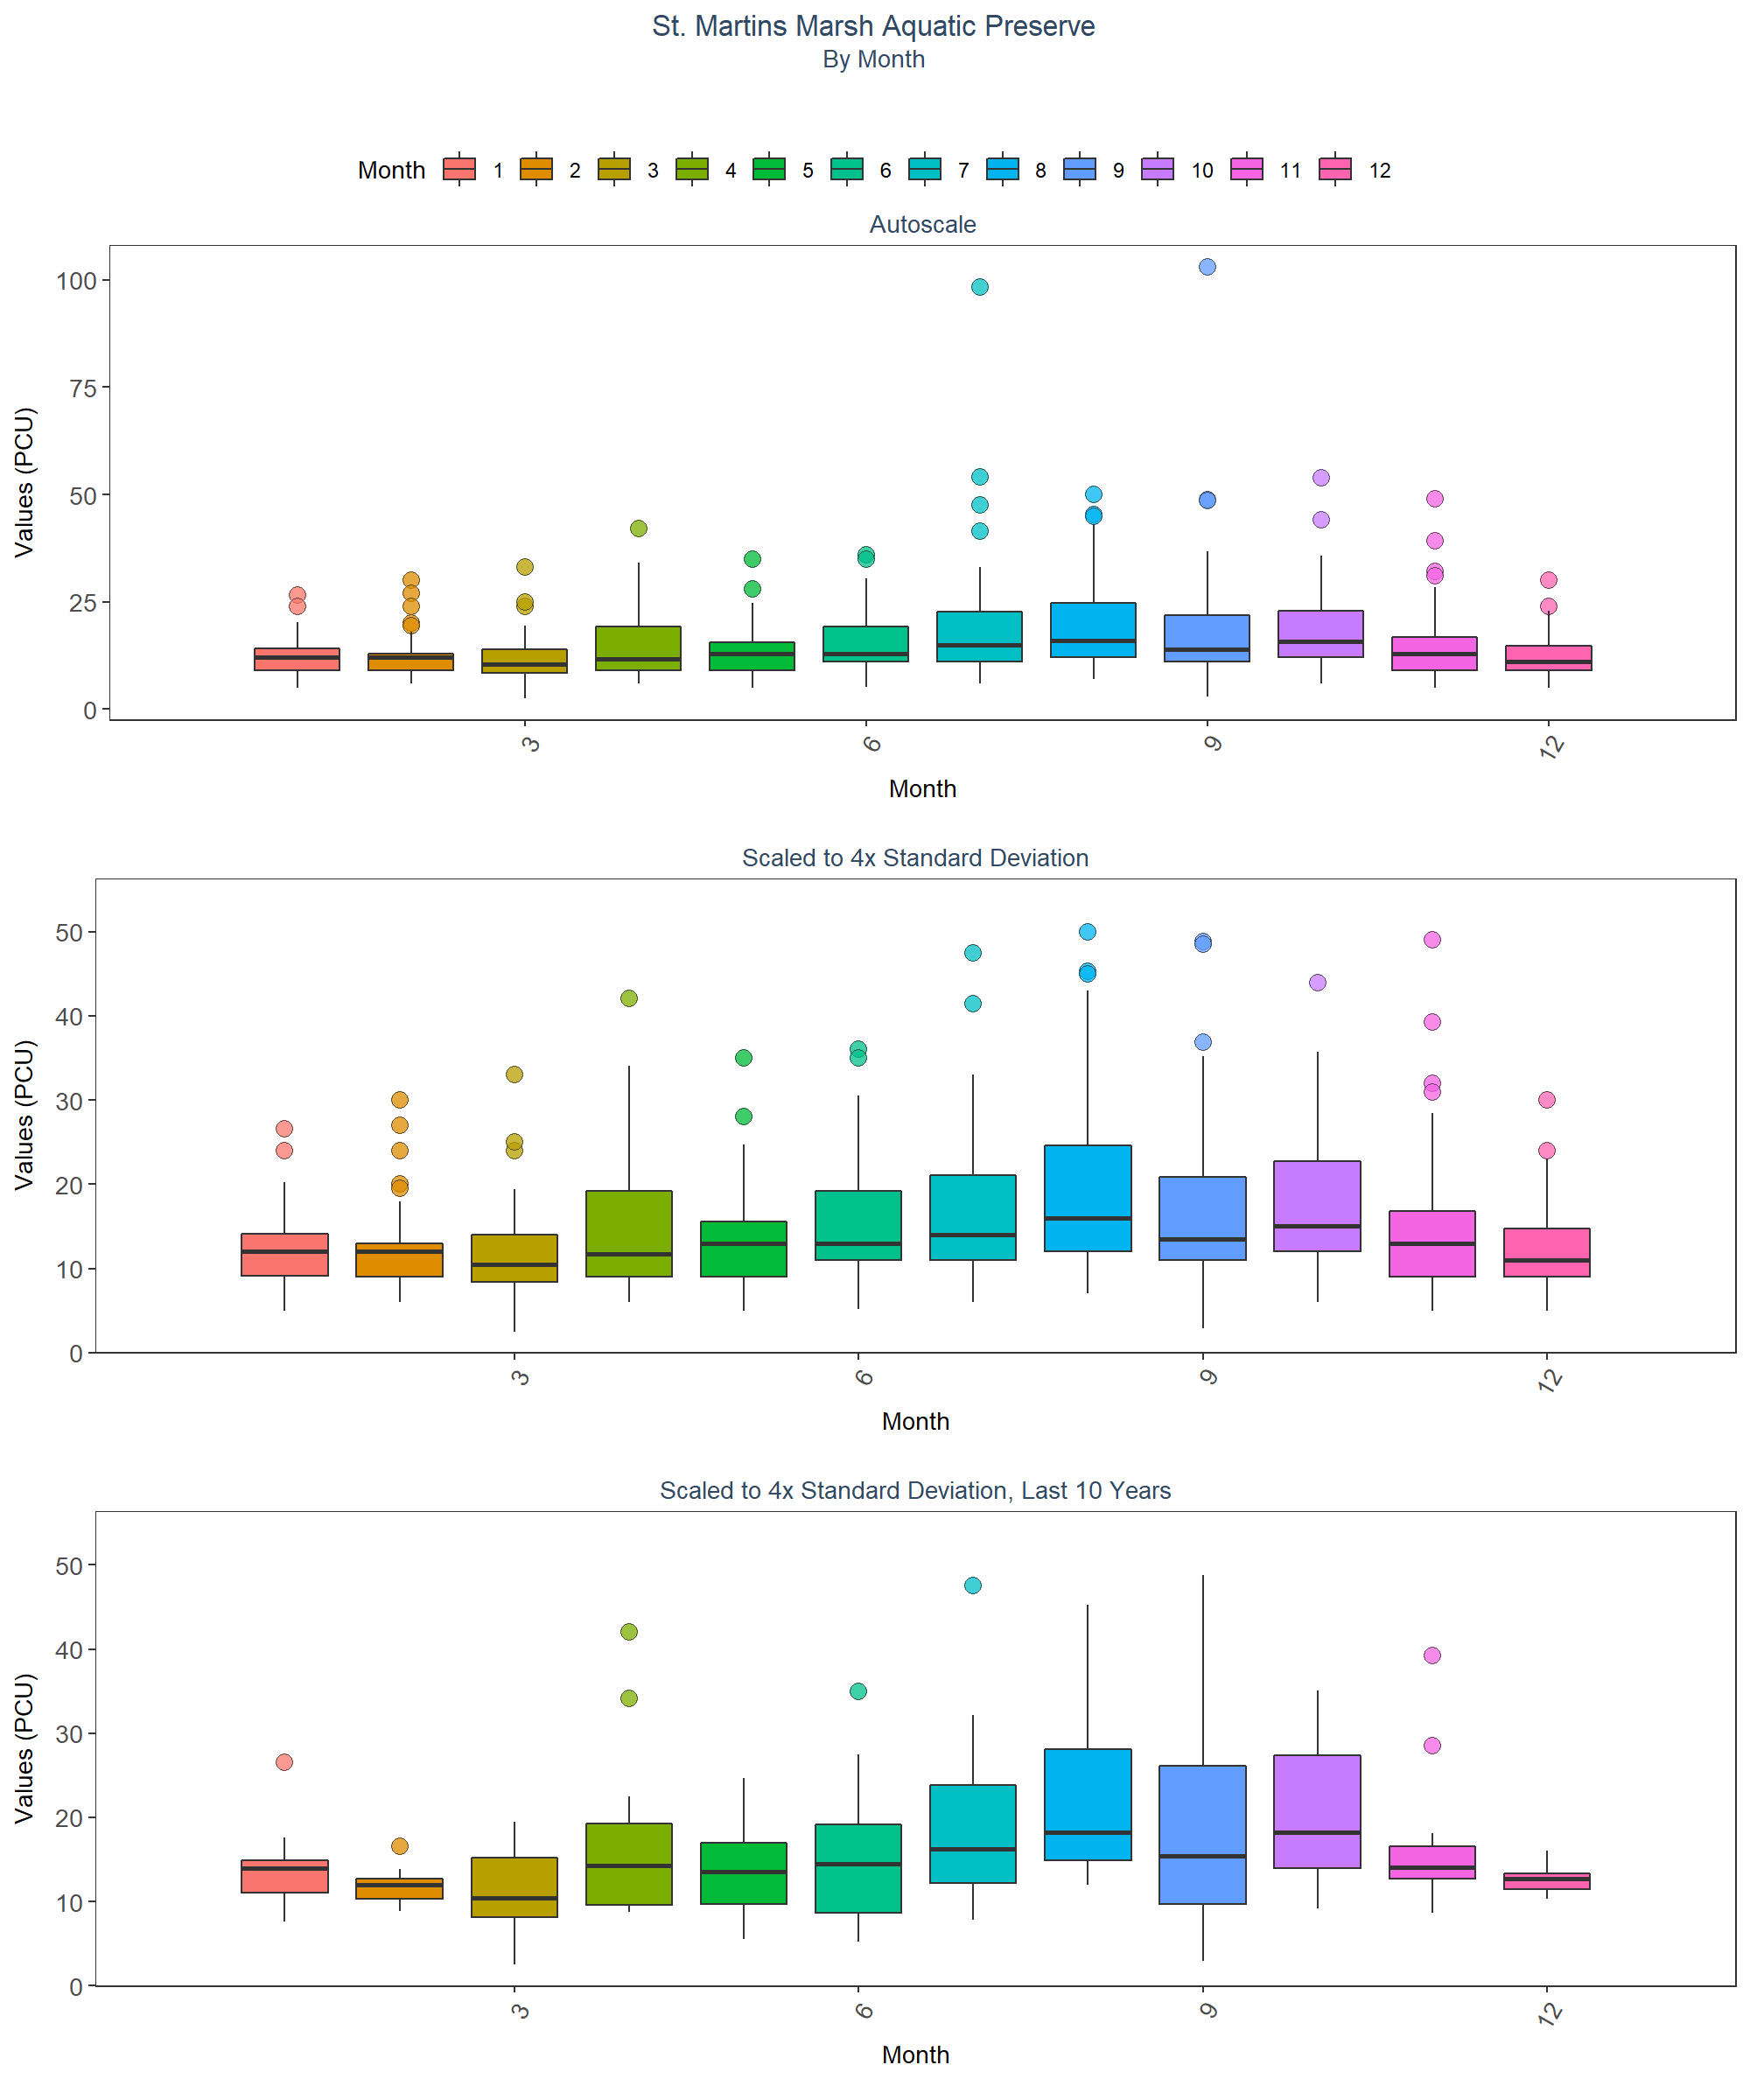 St. Martins Marsh Aquatic Preserve
By Month
Month 1 2 3 4 5 6 7 8 9 10 11 12
Autoscale
Values (PCU)
100
75
50
25
0
3 6 9 12
Month
Scaled to 4x Standard Deviation
Values (PCU)
50
40
30
20
10
0
3 6 9 12
Month
Scaled to 4x Standard Deviation, Last 10 Years
Values (PCU)
50
40
30
20
10
0
3 6 9 12
Month